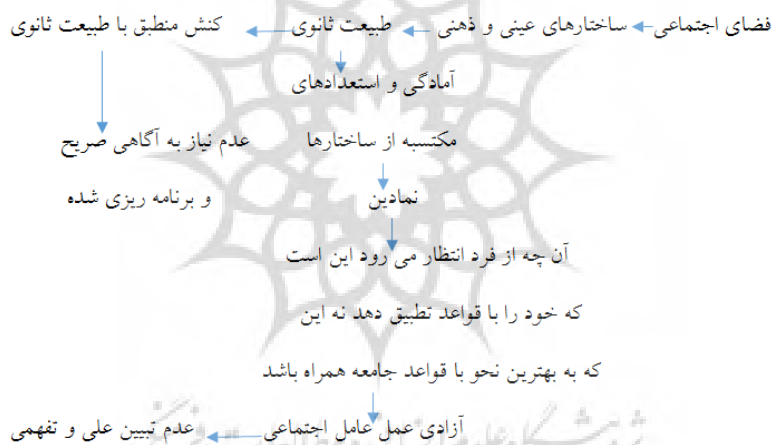 فضای اجتماعی ساختارهای عینی و ذهنی طبیعت ثانوی کنش منطبق با طبیعت ثانوی
آمادگی و استعدادهای
مکتسبه از ساختارها عدم نیاز به آگاهی صریح
نمادین و برنامه ریزی شده
آن چه از فرد انتظار می رود این است
که خود را با قواعد تطبیق دهد نه این
که به بهترین نحو با قواعد جامعه همراه باشد
آزادی عمل عامل اجتماعی عدم تبیین علی و تفهمی